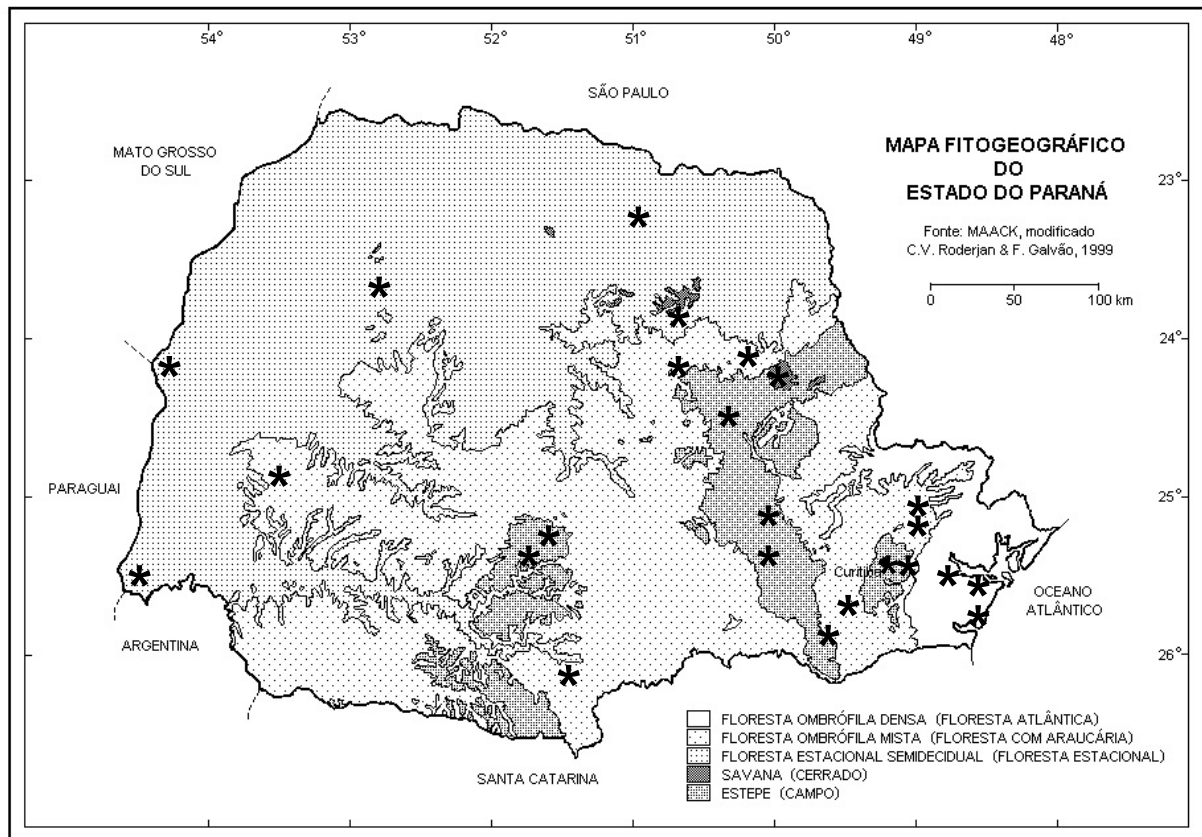 54°
53°
52°
51°
50°
49°
48°
SÃO PAULO
MATO GROSSO
DO SUL
MAPA FITOGEOGRÁFICO
DO
ESTADO DO PARANÁ
23°
Fonte: MAACK, modificado
C.V. Roderjan & F. Galvão, 1999
0 50 100 km
24°
PARAGUAI
25°
Curitiba
OCEANO
ATLÂNTICO
ARGENTINA
26°
FLORESTA OMBRÓFILA DENSA (FLORESTA ATLÂNTICA)
FLORESTA OMBRÓFILA MISTA (FLORESTA COM ARAUCÁRIA)
FLORESTA ESTACIONAL SEMIDECIDUAL (FLORESTA ESTACIONAL)
SAVANA (CERRADO)
ESTEPE (CAMPO)
SANTA CATARINA